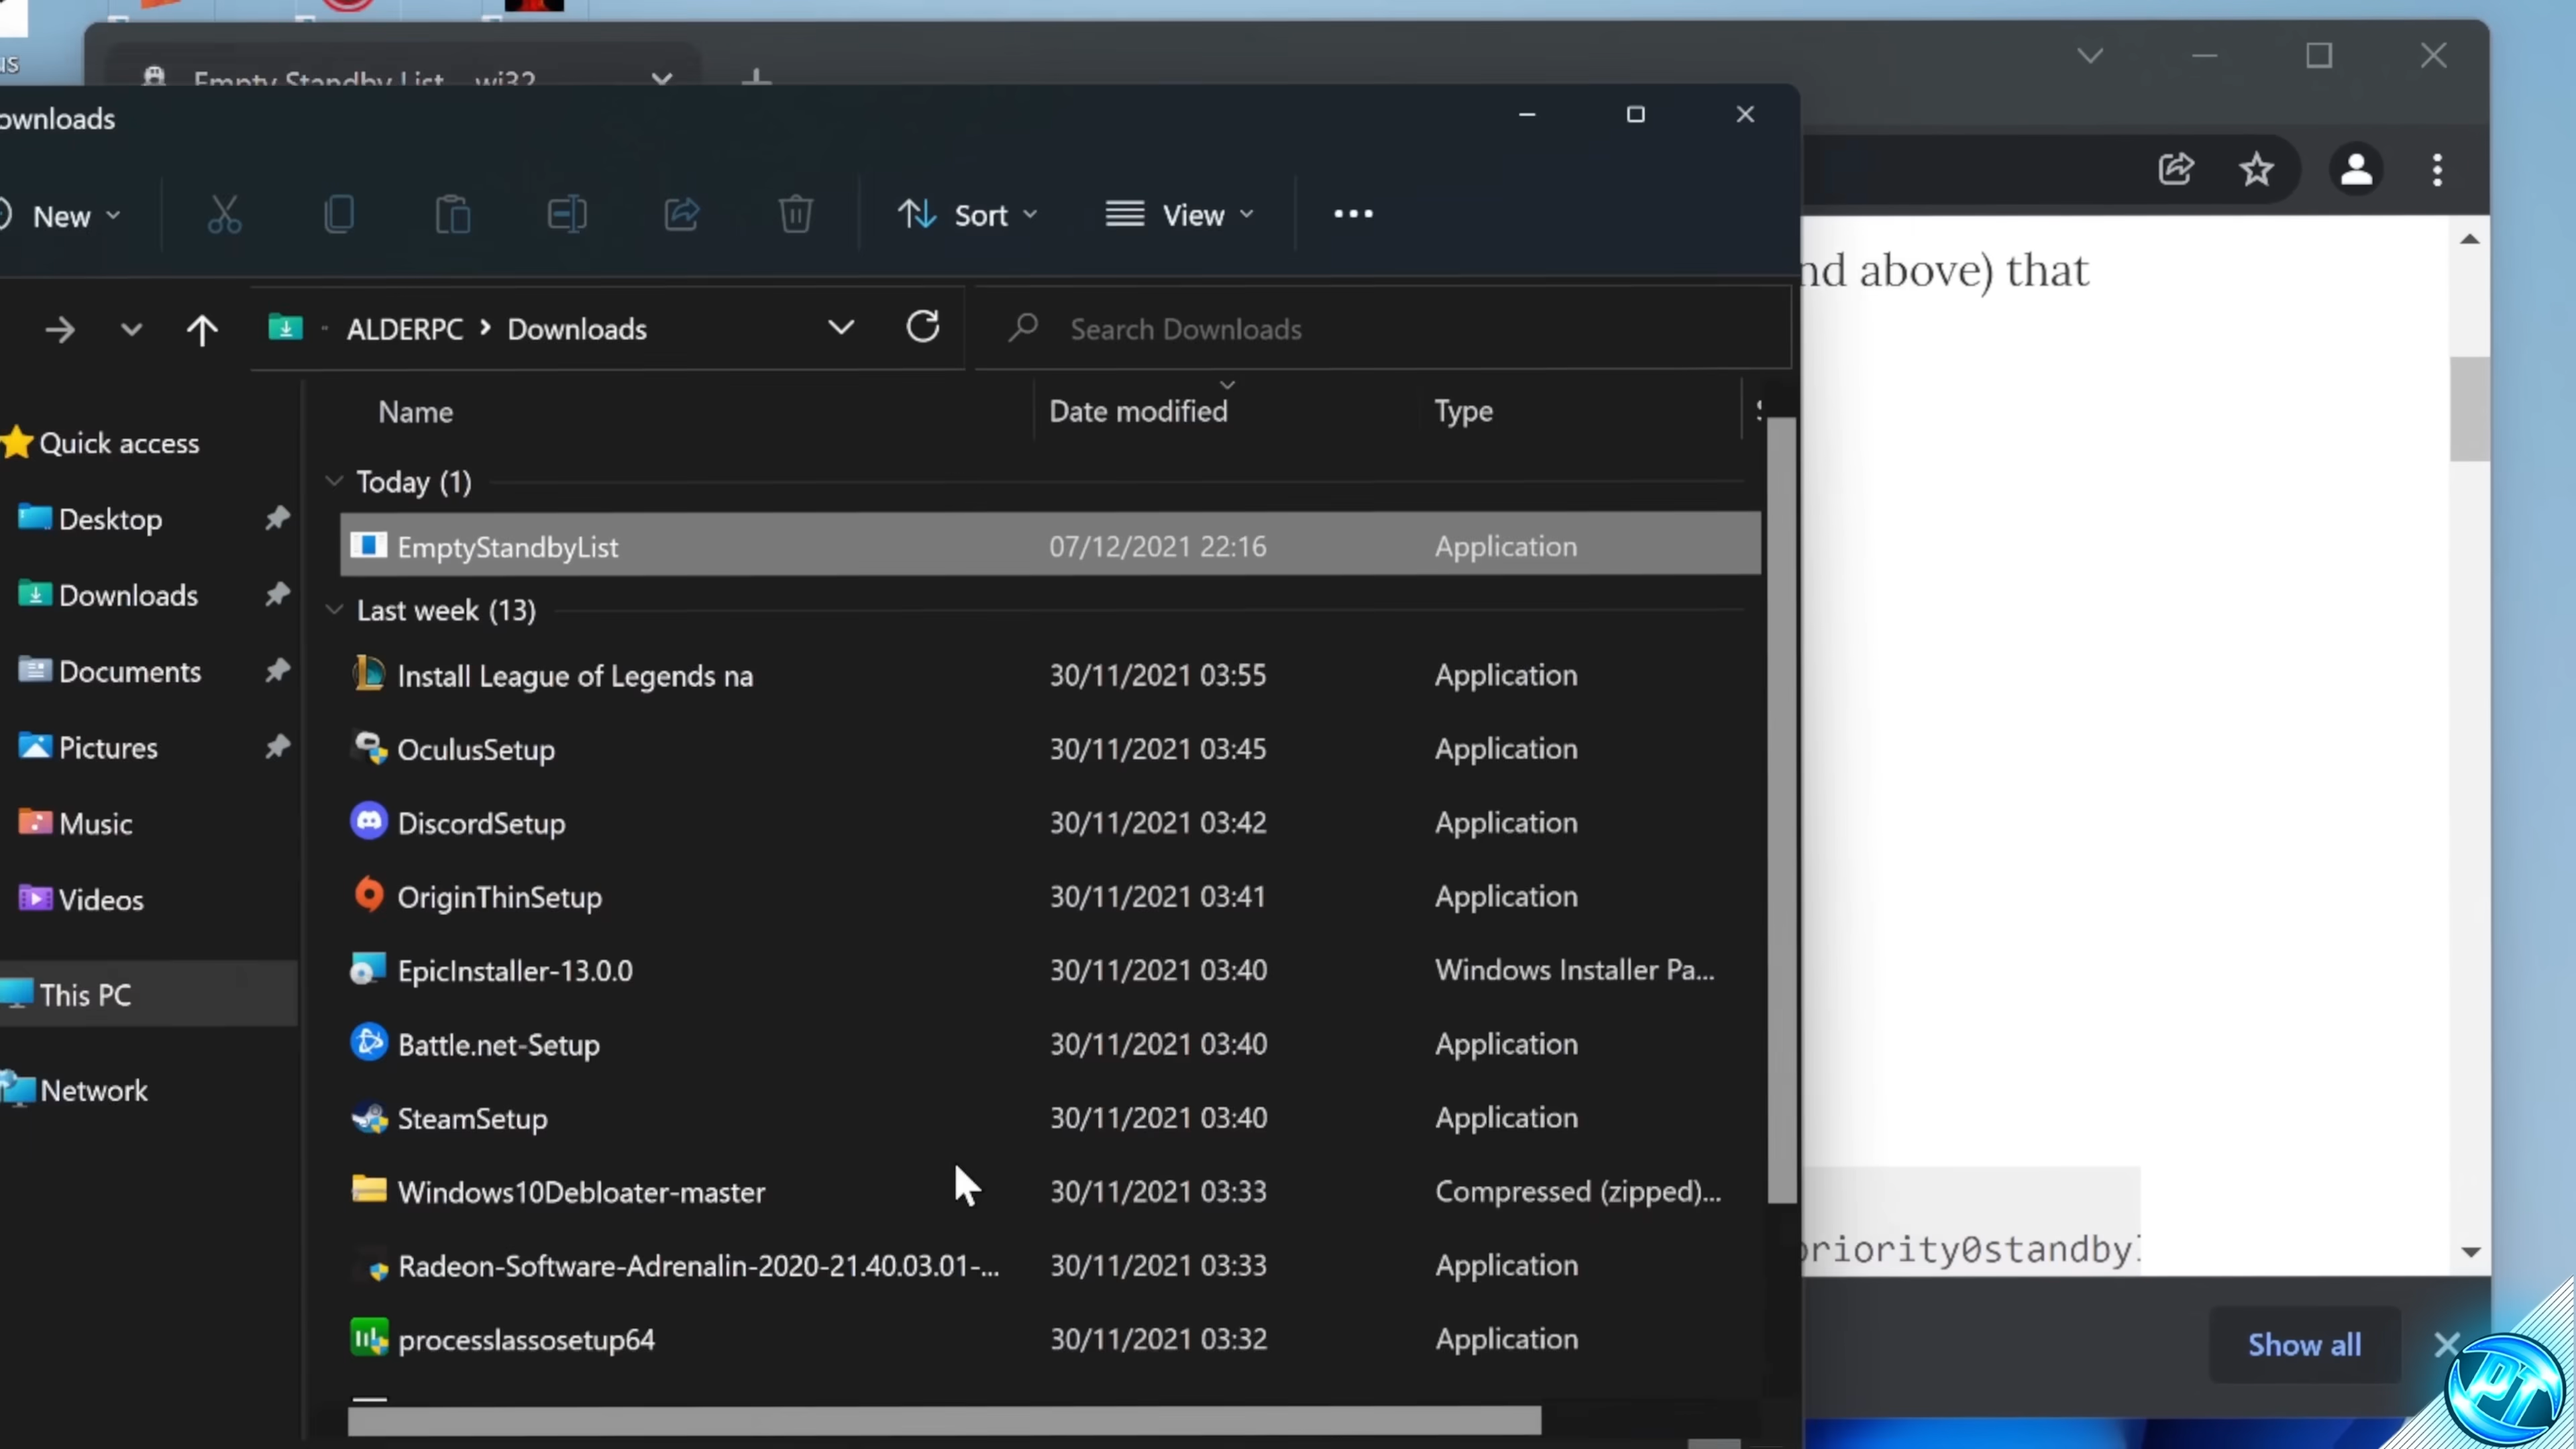 us
Empty Standby List - wj32
ownloads
New
Sort
View
ALDERPC > Downloads
Search Downloads
nd above) that
Name
Date modified
Type
Quick access
Desktop
Downloads
Documents
Pictures
Music
Videos
This PC
Network
Today (1)
EmptyStandbyList 07/12/2021 22:16 Application
Last week (13)
Install League of Legends na 30/11/2021 03:55 Application
OculusSetup 30/11/2021 03:45 Application
DiscordSetup 30/11/2021 03:42 Application
OriginThinSetup 30/11/2021 03:41 Application
EpicInstaller-13.0.0 30/11/2021 03:40 Windows Installer Pa...
Battle.net-Setup 30/11/2021 03:40 Application
SteamSetup 30/11/2021 03:40 Application
Windows10Debloater-master 30/11/2021 03:33 Compressed (zipped)...
Radeon-Software-Adrenalin-2020-21.40.03.01-... 30/11/2021 03:33 Application
processlassosetup64 30/11/2021 03:32 Application
priority0standbyl
Show all
PT